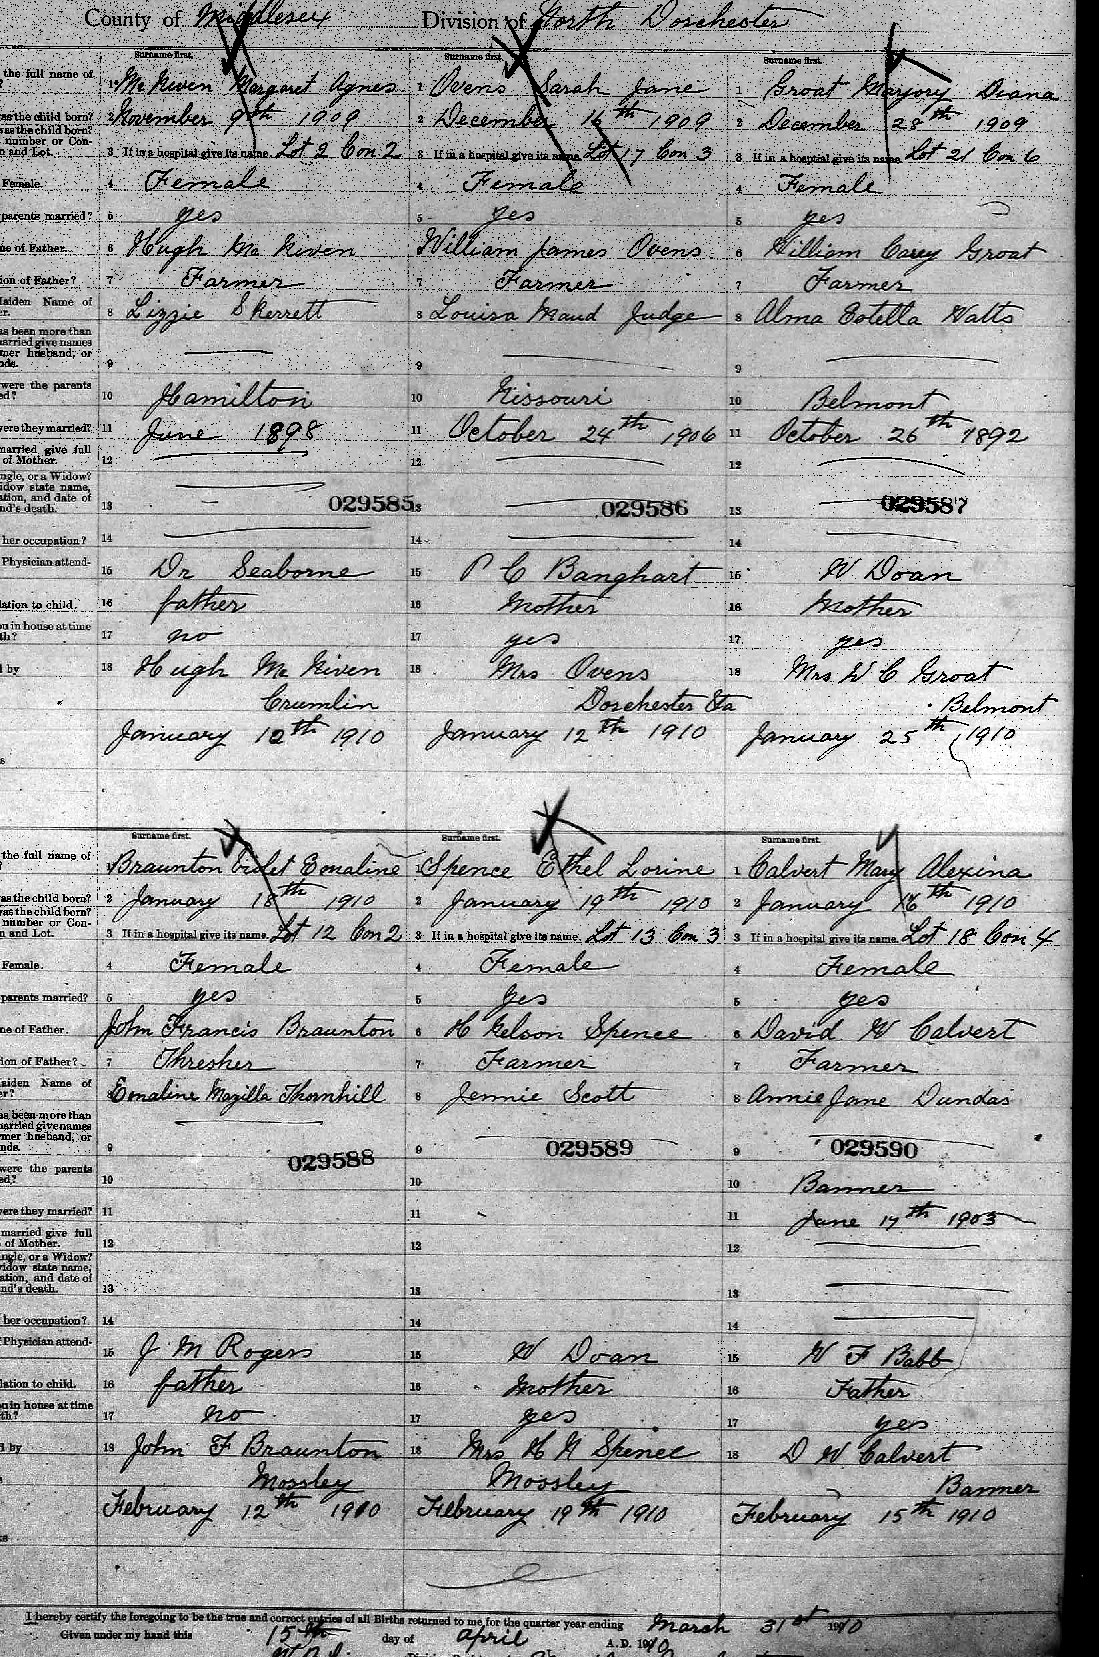 County of Middlesex Division of North Dorchester
Surname first. Surname first. Surname first.
the full name of 1 McNiven Margaret Agnes 1 Ovens Sarah Jane 1 Groat Marjory Diana
was the child born? 2 November 9th 1909 2 December 16th 1909 2 December 28th 1909
was the child born?
number or Con-
and Lot. 3 If in a hospital give its name. Lot 2 Con 2 3 If in a hospital give its name. Lot 17 Con 3 3 If in a hospital give its name. Lot 21 Con 6
Female. 4 Female 4 Female 4 Female
parents married? 5 yes 5 yes 5 yes
me of Father. 6 Hugh McNiven William James Ovens 6 William Carey Groat
ion of Father? 7 Farmer 7 Farmer 7 Farmer
Maiden Name of
er. 8 Lizzie Skerrett 8 Louisa Maud Judge 8 Alma Estella Watts
as been more than
married give names
mer husband, or
nds. 9 9 9
were the parents
ed? 10 Hamilton 10 Nissouri 10 Belmont
were they married? 11 June 1898 11 October 24th 1906 11 October 26th 1892
married give full
of Mother. 12 12 12
ngle, or a Widow?
widow state name,
ation, and date of
nd's death. 13 029585 13 029586 13 029587
her occupation? 14 14 14
Physician attend- 15 Dr Seaborne 15 P C Banghart 15 W Doan
lation to child. 16 father 16 Mother 16 Mother
ou in house at time
th? 17 no 17 yes 17 yes
d by 18 Hugh McNiven 18 Mrs Ovens 18 Mrs W C Groat
Crumlin Dorchester Sta Belmont
January 12th 1910 January 12th 1910 January 25th 1910
Surname first. Surname first. Surname first.
the full name of 1 Braunton Violet Emaline 1 Spence Ethel Lorine 1 Calvert Mary Alexina
was the child born? 2 January 18th 1910 2 January 19th 1910 2 January 16th 1910
was the child born?
number or Con-
and Lot. 3 If in a hospital give its name. Lot 12 Con 2 3 If in a hospital give its name. Lot 13 Con 3 3 If in a hospital give its name. Lot 18 Con 4
Female. 4 Female 4 Female 4 Female
parents married? 5 yes 5 yes 5 yes
me of Father. John Francis Braunton 6 H Nelson Spence 6 David W Calvert
ion of Father? 7 Thresher 7 Farmer 7 Farmer
Maiden Name of
er? 8 Emaline Mazilla Thornhill 8 Jennie Scott 8 Annie Jane Dundas
as been more than
married give names
mer husband, or
nds. 9 029588 9 029589 9 029590
were the parents
ed? 10 10 10 Banner
were they married? 11 11 11 June 17th 1903
married give full
of Mother? 12 12 12
ngle, or a Widow?
widow state name,
ation, and date of
nd's death. 13 13 13
her occupation? 14 14 14
Physician attend- 15 J M Rogers 15 W Doan 15 W F Babb
lation to child. 16 father 16 Mother 16 Father
ou in house at time
th? 17 no 17 yes 17 yes
d by 18 John F Braunton 18 Mrs H N Spence 18 D W Calvert
Mossley Mossley Banner
February 12th 1910 February 19th 1910 February 15th 1910
I hereby certify the foregoing to be the true and correct entries of all Births returned to me for the quarter year ending March 31st 1910
Given under my hand this 15th day of April A.D. 1910